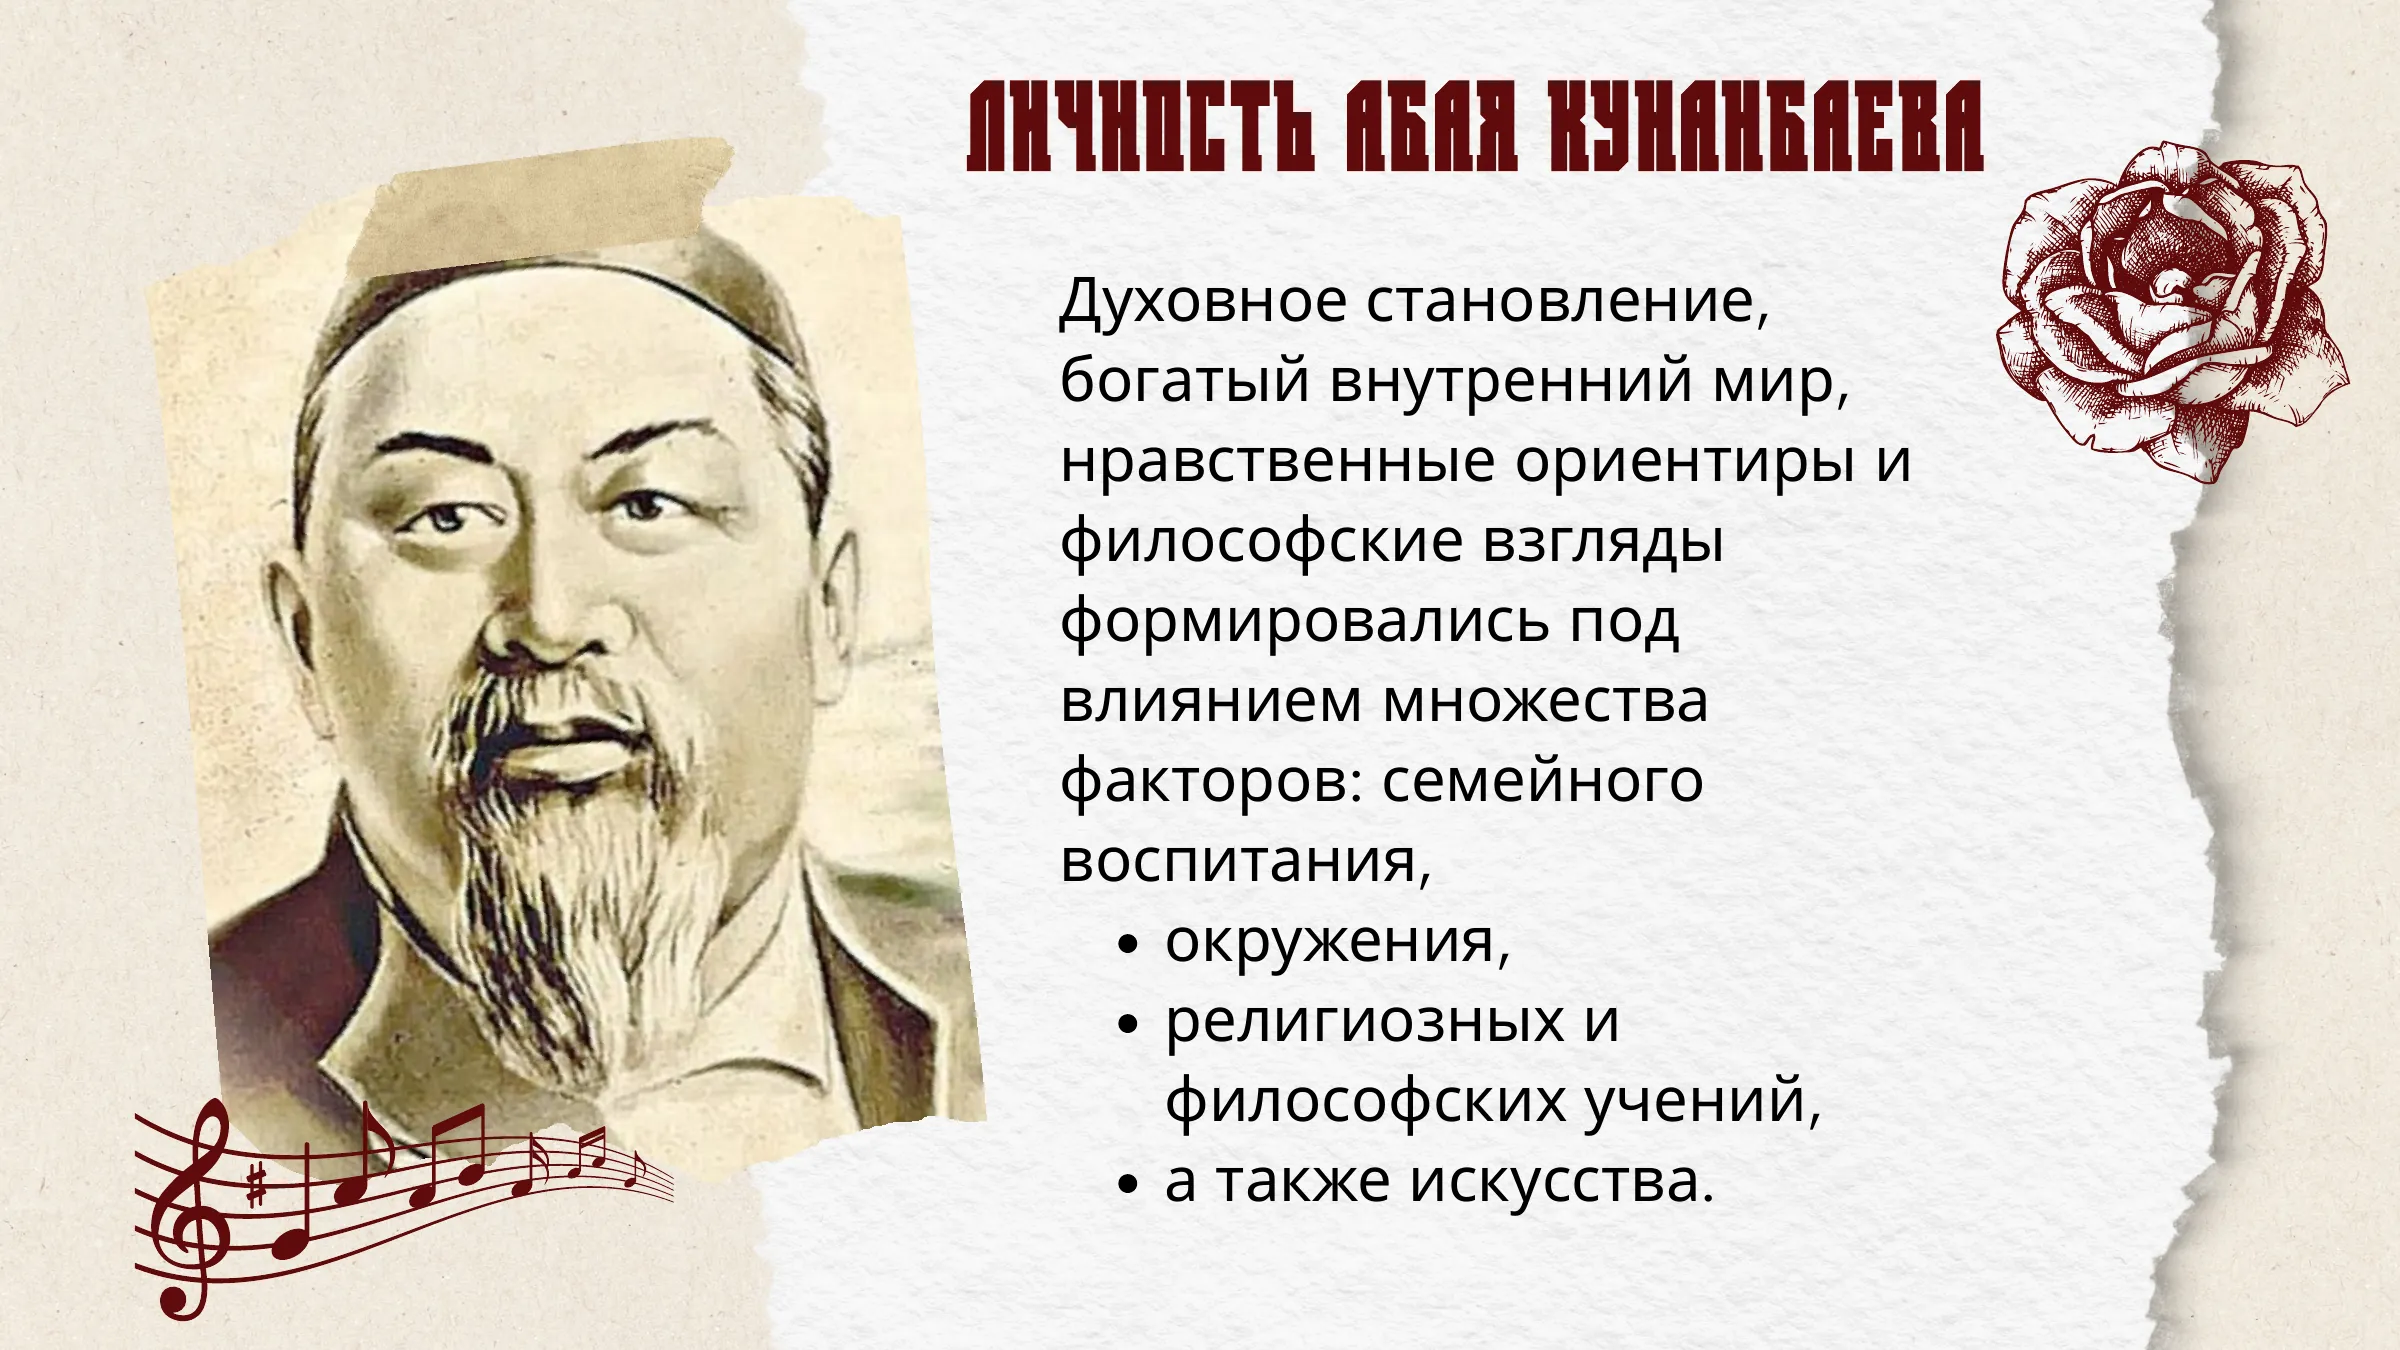 ЛИЧНОСТЬ АБАЯ КУНАНБАЕВА
Духовное становление,
богатый внутренний мир,
нравственные ориентиры и
философские взгляды
формировались под
влиянием множества
факторов: семейного
воспитания,
• окружения,
• религиозных и
философских учений,
• а также искусства.